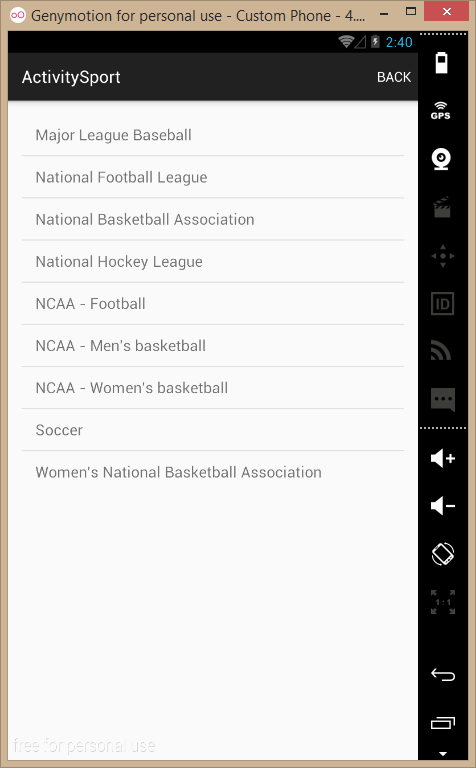 Genymotion for personal use - Custom Phone - 4....
2:40
ActivitySport
BACK
GPS
Major League Baseball
National Football League
National Basketball Association
National Hockey League
ID
NCAA - Football
NCAA - Men's basketball
NCAA - Women's basketball
Soccer
Women's National Basketball Association
1:1
free for personal use